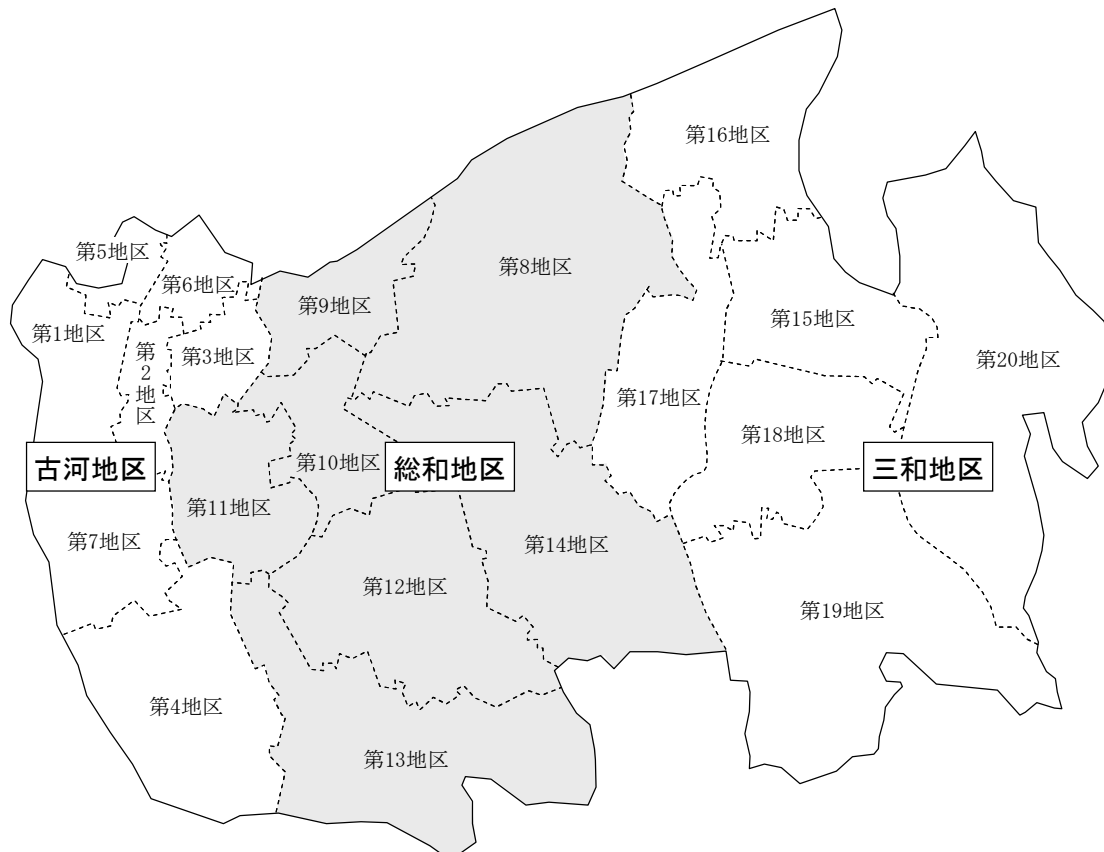 第16地区
第5地区
第6地区
第8地区
第9地区
第1地区
第2地区
第3地区
第15地区
第20地区
第17地区
第18地区
古河地区
第10地区
総和地区
三和地区
第11地区
第7地区
第14地区
第12地区
第19地区
第4地区
第13地区